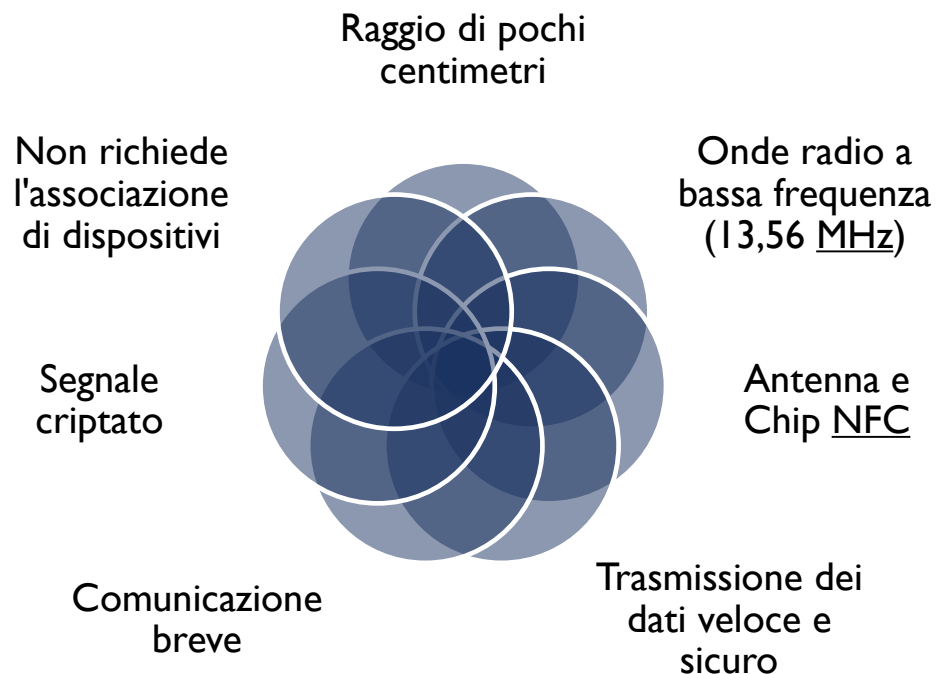 Raggio di pochi
centimetri
Onde radio a
bassa frequenza
(13,56 MHz)
Antenna e
Chip NFC
Trasmissione dei
dati veloce e
sicuro
Comunicazione
breve
Segnale
criptato
Non richiede
l'associazione
di dispositivi